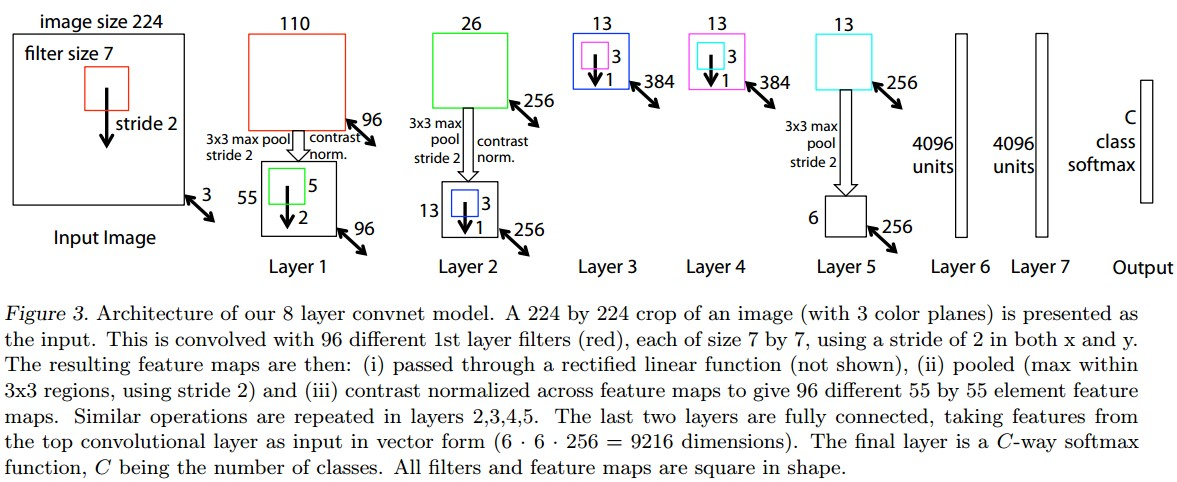 image size 224
filter size 7
stride 2
3
Input Image
110
96
3x3 max pool
stride 2
contrast
norm.
55
5
2
96
Layer 1
26
256
3x3 max
pool
stride 2
contrast
norm.
13
3
1
256
Layer 2
13
3
1
384
Layer 3
13
3
1
384
Layer 4
13
256
3x3 max
pool
stride 2
6
256
Layer 5
4096
units
Layer 6
4096
units
Layer 7
C
class
softmax
Output
Figure 3. Architecture of our 8 layer convnet model. A 224 by 224 crop of an image (with 3 color planes) is presented as
the input. This is convolved with 96 different 1st layer filters (red), each of size 7 by 7, using a stride of 2 in both x and y.
The resulting feature maps are then: (i) passed through a rectified linear function (not shown), (ii) pooled (max within
3x3 regions, using stride 2) and (iii) contrast normalized across feature maps to give 96 different 55 by 55 element feature
maps. Similar operations are repeated in layers 2,3,4,5. The last two layers are fully connected, taking features from
the top convolutional layer as input in vector form (6 · 6 · 256 = 9216 dimensions). The final layer is a C-way softmax
function, C being the number of classes. All filters and feature maps are square in shape.